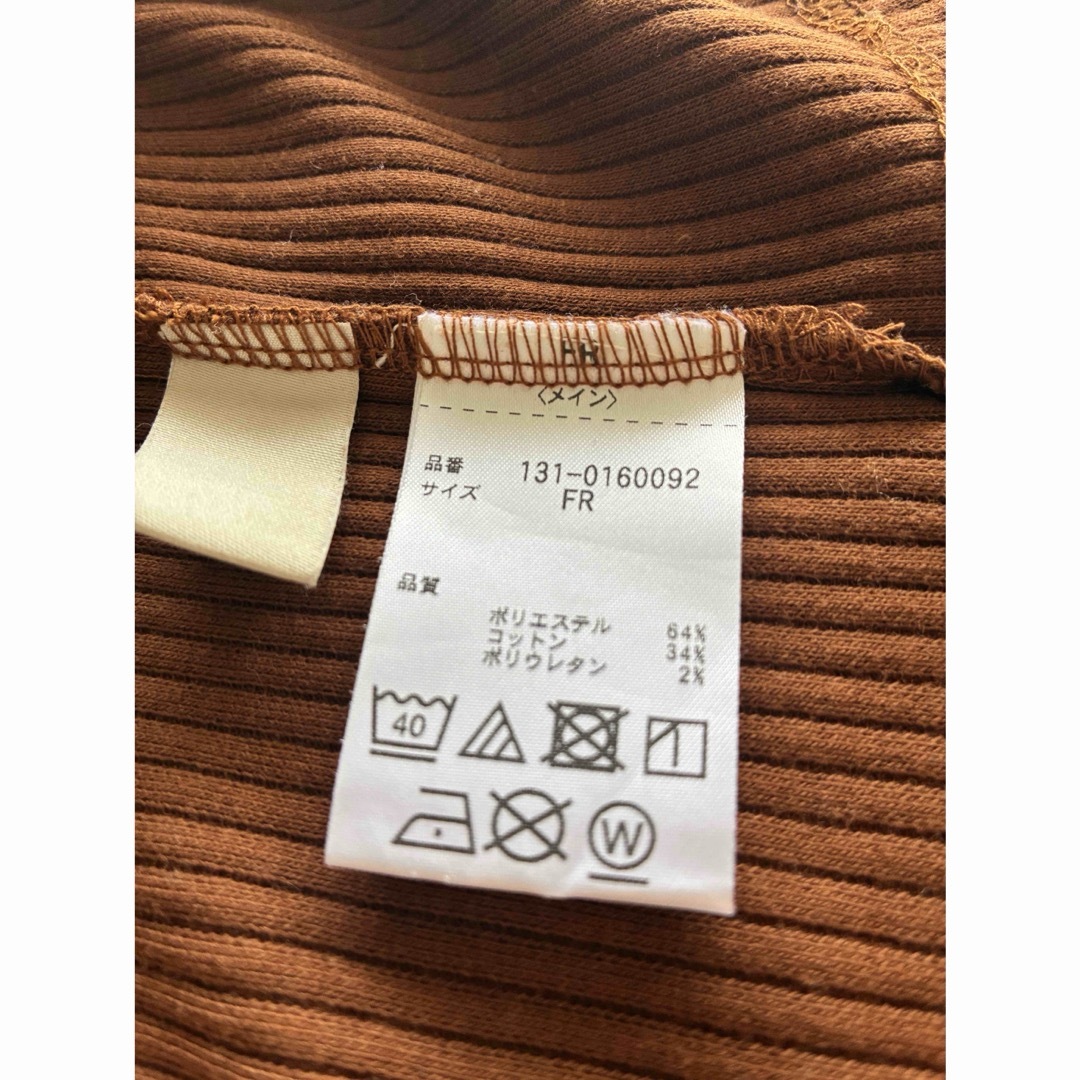 〈メイン〉
品番 131-0160092
サイズ FR
品質
ポリエステル 64%
コットン 34%
ポリウレタン 2%
40
W